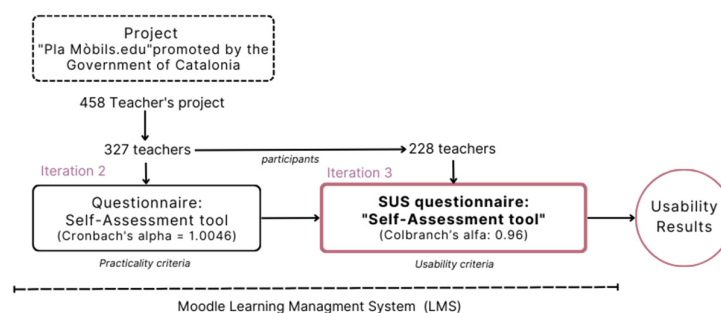 Project
"Pla Mòbils.edu"promoted by the
Government of Catalonia
458 Teacher's project
327 teachers
participants
228 teachers
Iteration 2
Iteration 3
Questionnaire:
Self-Assessment tool
(Cronbach's alpha = 1.0046)
SUS questionnaire:
"Self-Assessment tool"
(Colbranch's alfa: 0.96)
Usability
Results
Practicality criteria
Usability criteria
Moodle Learning Managment System (LMS)